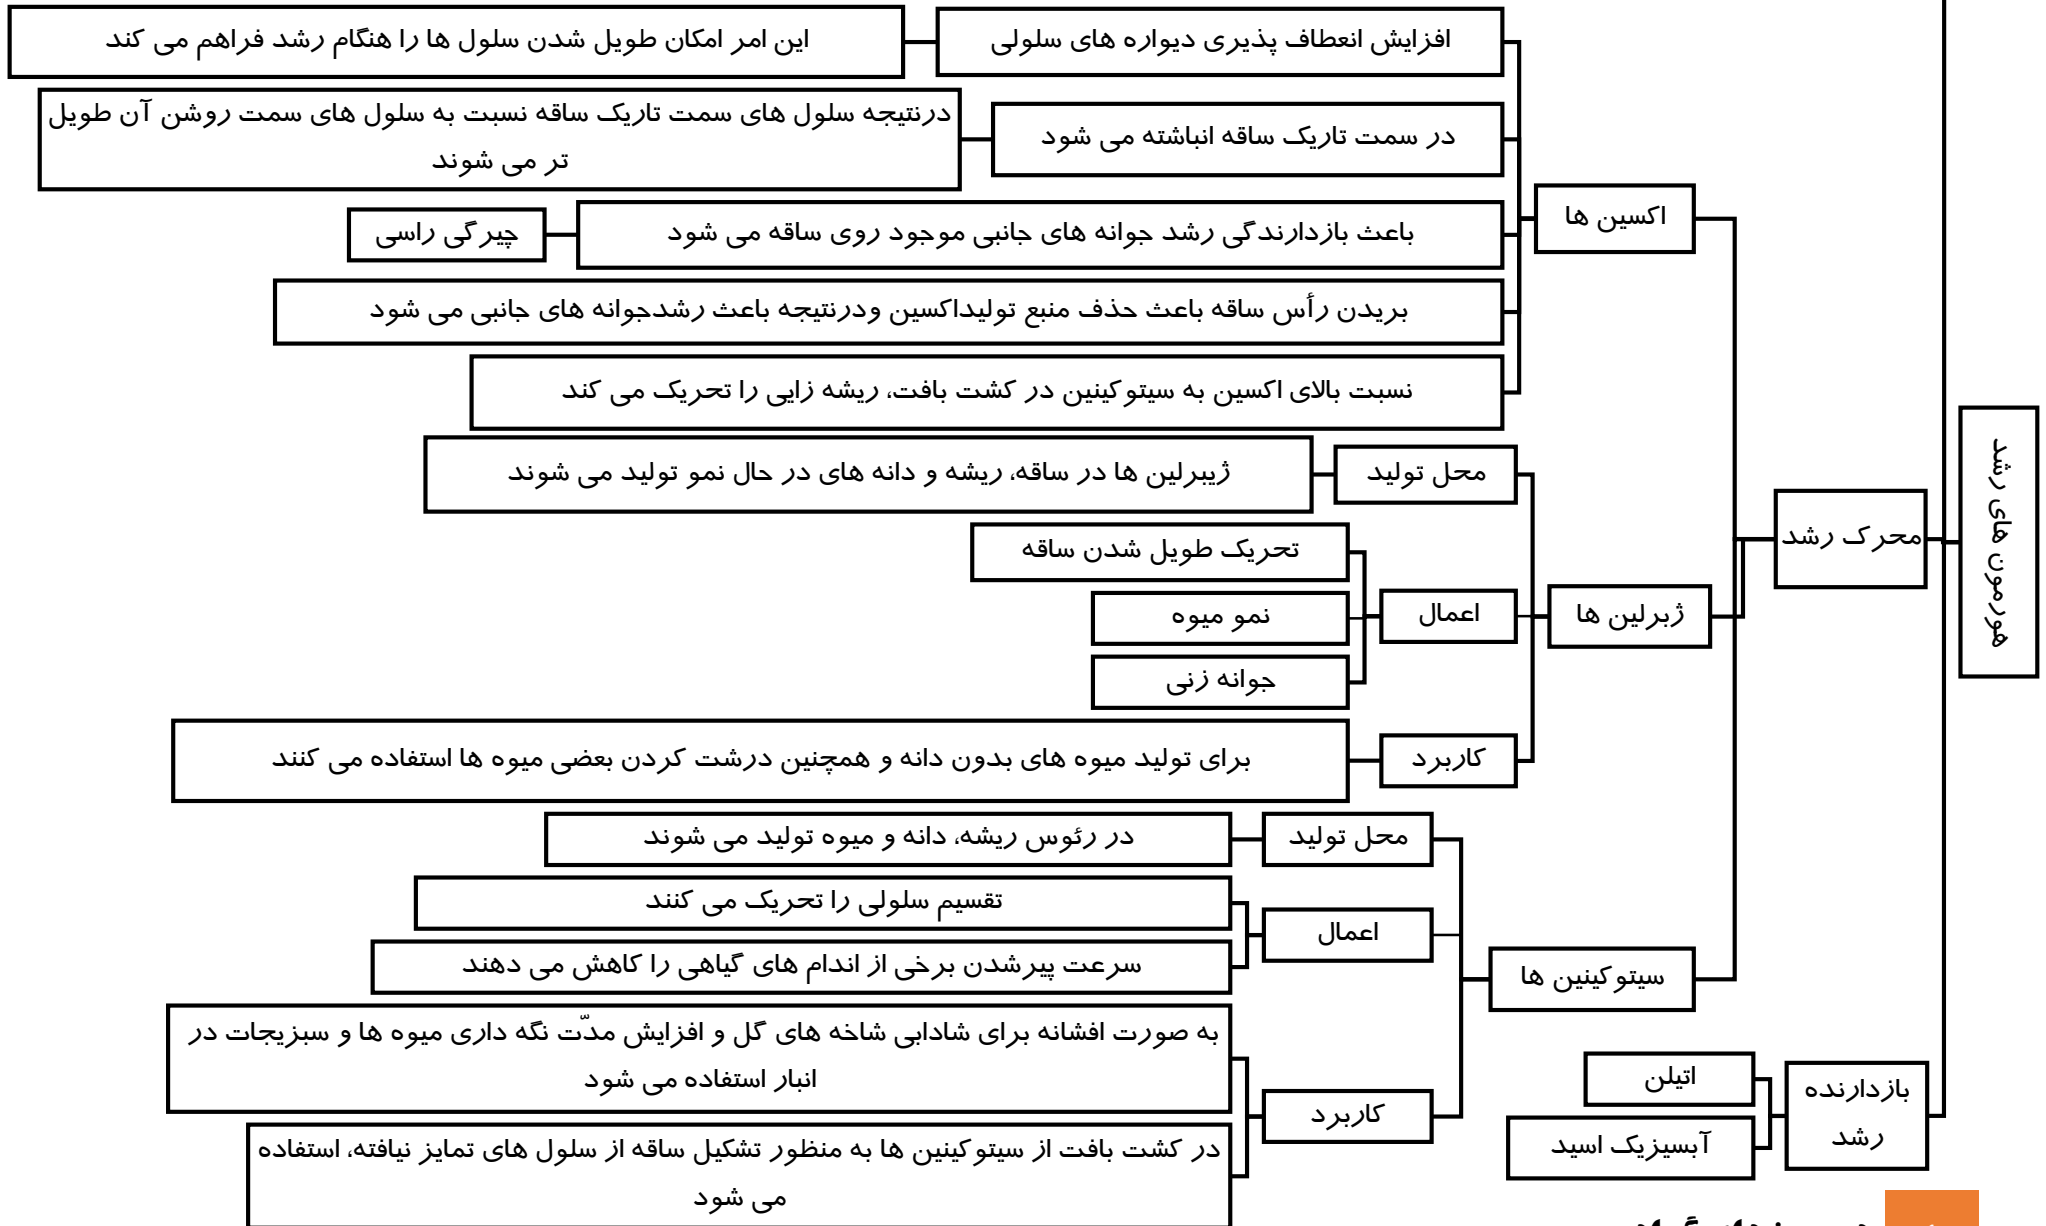 هورمون های رشد
محرک رشد
اکسین ها
افزایش انعطاف پذیری دیواره های سلولی
این امر امکان طویل شدن سلول ها را هنگام رشد فراهم می کند
در سمت تاریک ساقه انباشته می شود
درنتیجه سلول های سمت تاریک ساقه نسبت به سلول های سمت روشن آن طویل
تر می شوند
باعث بازدارندگی رشد جوانه های جانبی موجود روی ساقه می شود
چیرگی راسی
بریدن رأس ساقه باعث حذف منبع تولیداکسین ودرنتیجه باعث رشدجوانه های جانبی می شود
نسبت بالای اکسین به سیتوکینین در کشت بافت، ریشه زایی را تحریک می کند
ژبرلین ها
محل تولید
ژیبرلین ها در ساقه، ریشه و دانه های در حال نمو تولید می شوند
اعمال
تحریک طویل شدن ساقه
نمو میوه
جوانه زنی
کاربرد
برای تولید میوه های بدون دانه و همچنین درشت کردن بعضی میوه ها استفاده می کنند
سیتوکینین ها
محل تولید
در رئوس ریشه، دانه و میوه تولید می شوند
اعمال
تقسیم سلولی را تحریک می کنند
سرعت پیرشدن برخی از اندام های گیاهی را کاهش می دهند
کاربرد
به صورت افشانه برای شادابی شاخه های گل و افزایش مدّت نگه داری میوه ها و سبزیجات در
انبار استفاده می شود
در کشت بافت از سیتوکینین ها به منظور تشکیل ساقه از سلول های تمایز نیافته، استفاده
می شود
بازدارنده
رشد
اتیلن
آبسیزیک اسید